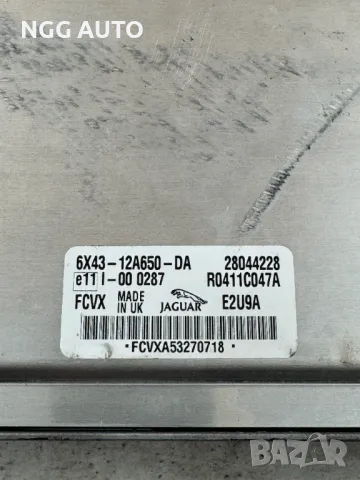 NGG AUTO
6X43-12A650-DA 28044228
e11 I-00 0287 R0411C047A
FCVX MADE IN UK JAGUAR E2U9A
•FCVXA53270718•
BAZAR